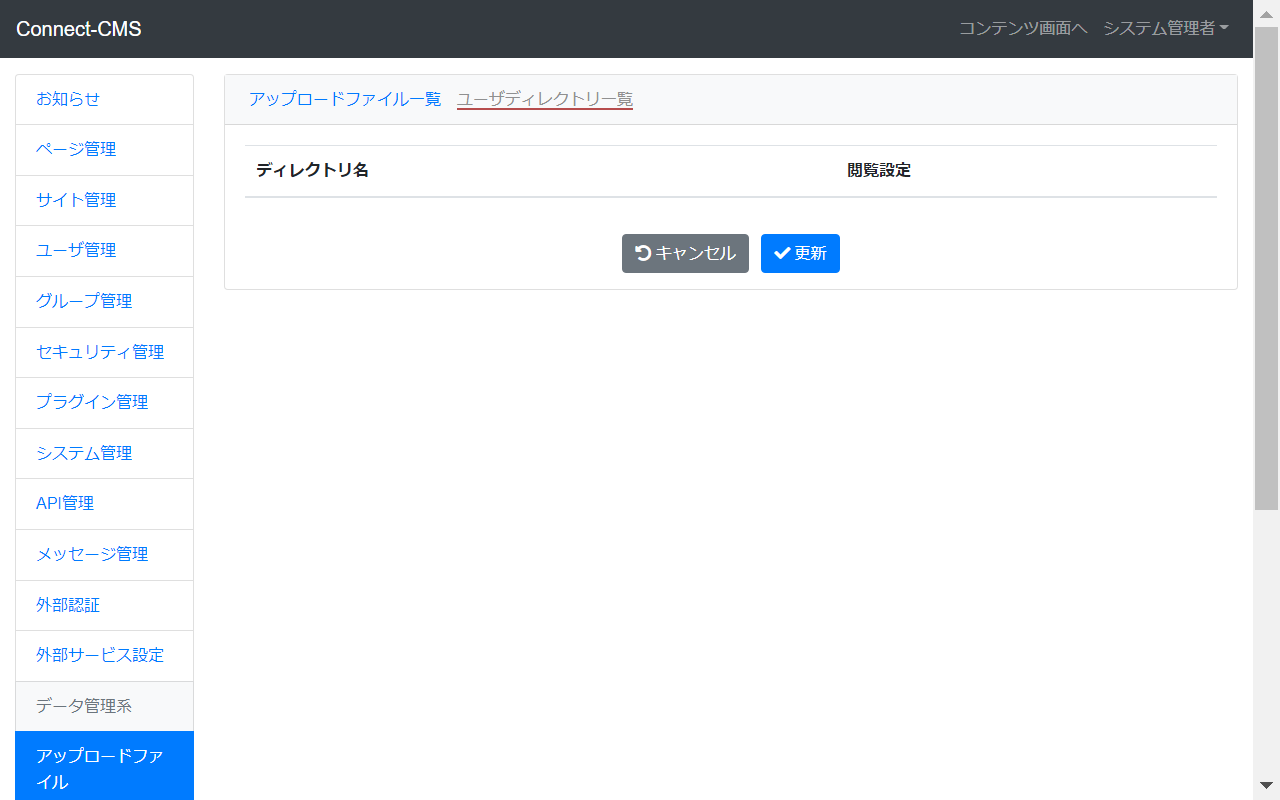 Connect-CMS
コンテンツ画面へ システム管理者
お知らせ
ページ管理
サイト管理
ユーザ管理
グループ管理
セキュリティ管理
プラグイン管理
システム管理
API管理
メッセージ管理
外部認証
外部サービス設定
データ管理系
アップロードファ
イル
アップロードファイル一覧 ユーザディレクトリ一覧
ディレクトリ名 閲覧設定
キャンセル 更新